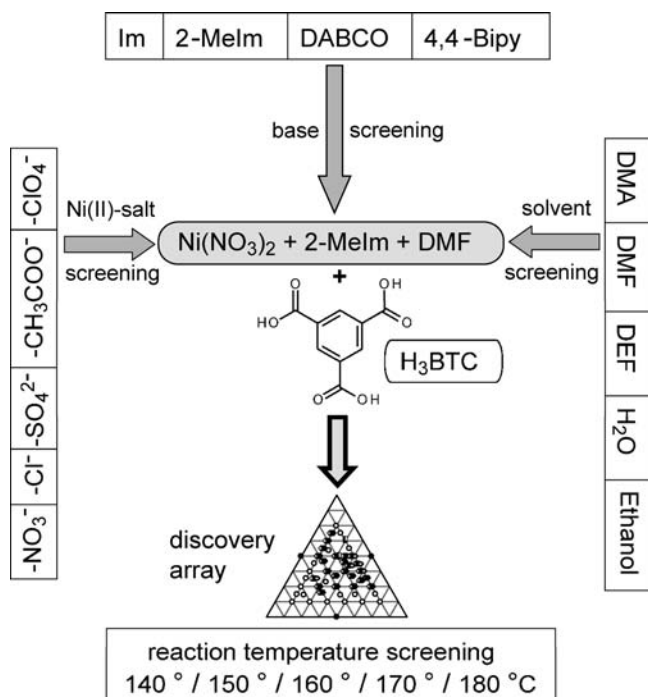 Im 2-MeIm DABCO 4,4-Bipy
base screening
-ClO₄⁻
-CH₃COO⁻
-SO₄²⁻
-Cl⁻
-NO₃⁻
Ni(II)-salt
screening
solvent
screening
DMA
DMF
DEF
H₂O
Ethanol
Ni(NO₃)₂ + 2-MeIm + DMF
+
O
OH
HO
O
O
OH
H₃BTC
discovery
array
reaction temperature screening
140 ° / 150 ° / 160 ° / 170 ° / 180 °C